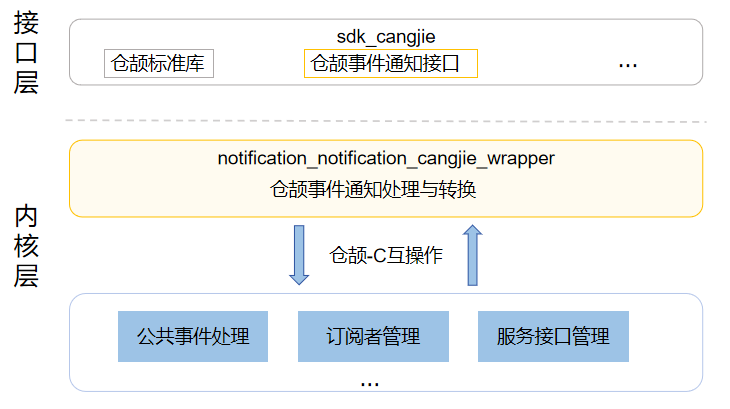 接口层
sdk_cangjie
仓颉标准库
仓颉事件通知接口
...
内核层
notification_notification_cangjie_wrapper
仓颉事件通知处理与转换
仓颉-C互操作
公共事件处理
订阅者管理
服务接口管理
...